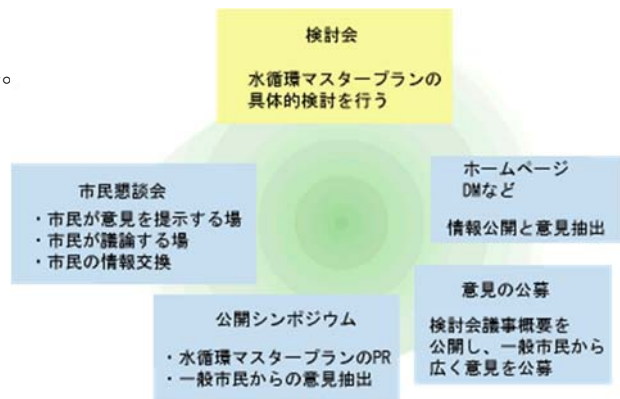 。
検討会
水循環マスタープランの
具体的検討を行う
市民懇談会
・市民が意見を提示する場
・市民が議論する場
・市民の情報交換
ホームページ
DMなど
情報公開と意見抽出
公開シンポジウム
・水循環マスタープランのPR
・一般市民からの意見抽出
意見の公募
検討会議事概要を
公開し、一般市民から
広く意見を公募